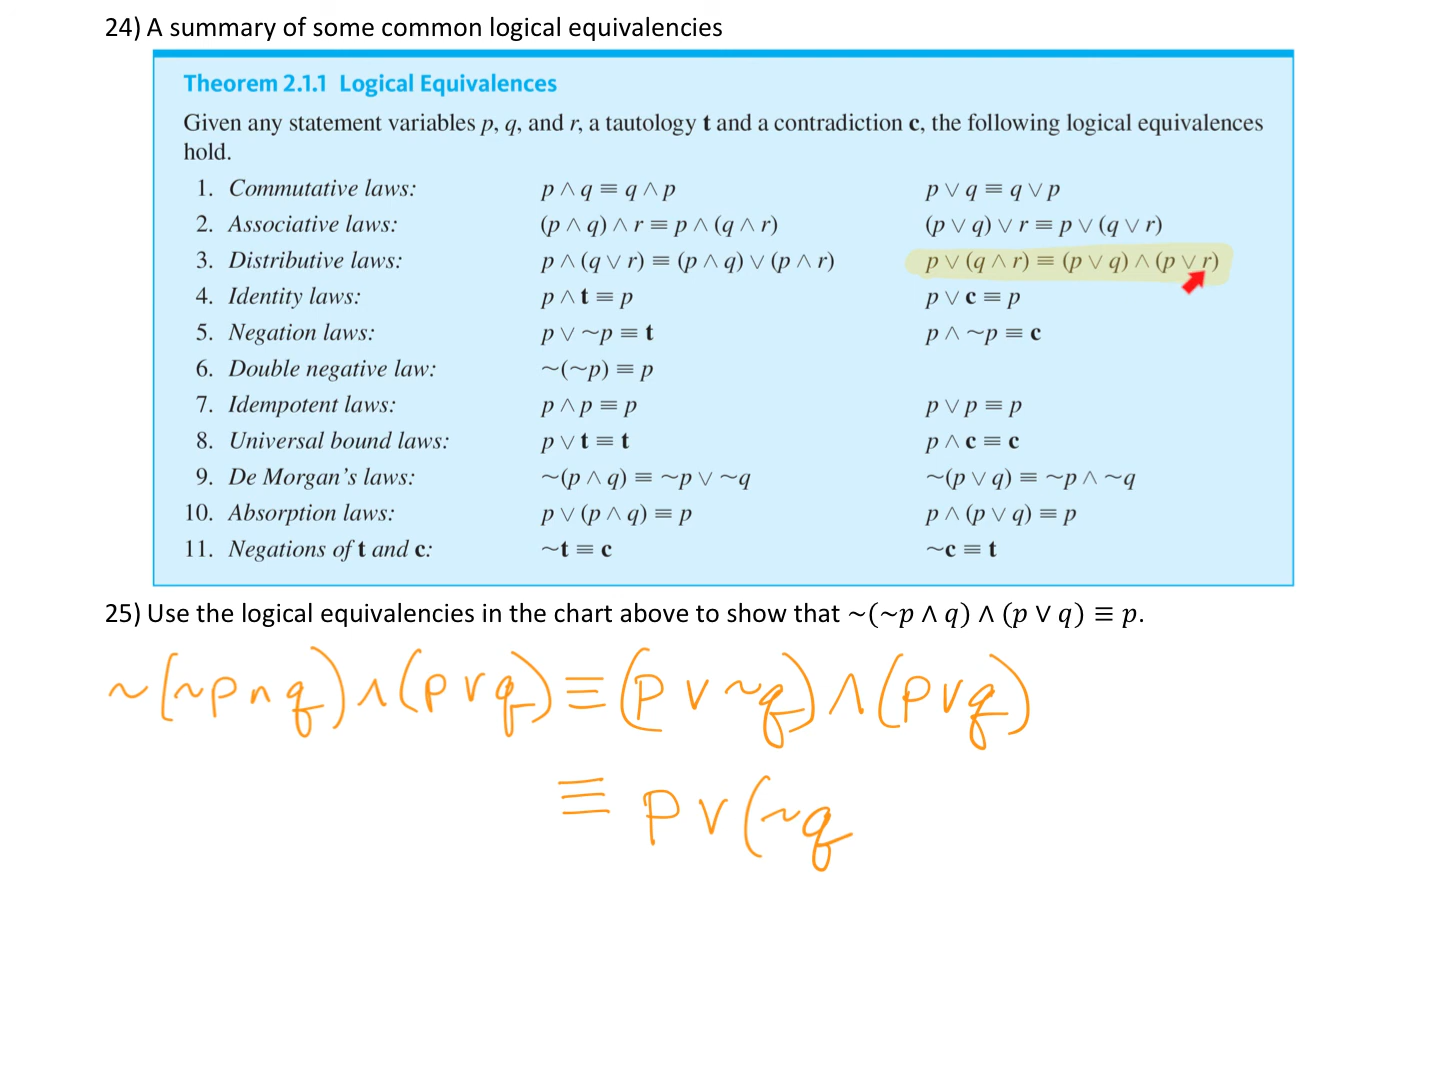 24) A summary of some common logical equivalencies
Theorem 2.1.1 Logical Equivalences
Given any statement variables p, q, and r, a tautology t and a contradiction c, the following logical equivalences
hold.
1. Commutative laws: p ∧ q ≡ q ∧ p p ∨ q ≡ q ∨ p
2. Associative laws: (p ∧ q) ∧ r ≡ p ∧ (q ∧ r) (p ∨ q) ∨ r ≡ p ∨ (q ∨ r)
3. Distributive laws: p ∧ (q ∨ r) ≡ (p ∧ q) ∨ (p ∧ r) p ∨ (q ∧ r) ≡ (p ∨ q) ∧ (p ∨ r)
4. Identity laws: p ∧ t ≡ p p ∨ c ≡ p
5. Negation laws: p ∨ ~p ≡ t p ∧ ~p ≡ c
6. Double negative law: ~(~p) ≡ p
7. Idempotent laws: p ∧ p ≡ p p ∨ p ≡ p
8. Universal bound laws: p ∨ t ≡ t p ∧ c ≡ c
9. De Morgan's laws: ~(p ∧ q) ≡ ~p ∨ ~q ~(p ∨ q) ≡ ~p ∧ ~q
10. Absorption laws: p ∨ (p ∧ q) ≡ p p ∧ (p ∨ q) ≡ p
11. Negations of t and c: ~t ≡ c ~c ≡ t
25) Use the logical equivalencies in the chart above to show that ~(~p ∧ q) ∧ (p ∨ q) ≡ p.
~(~p ∧ q) ∧ (p ∨ q) ≡ (p ∨ ~q) ∧ (p ∨ q)
≡ p ∨ (~q